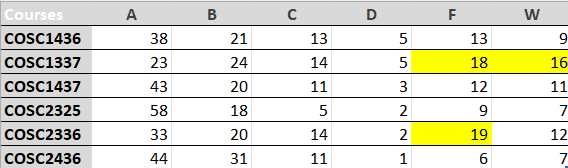 Courses A B C D F W
COSC1436 38 21 13 5 13 9
COSC1337 23 24 14 5 18 16
COSC1437 43 20 11 3 12 11
COSC2325 58 18 5 2 9 7
COSC2336 33 20 14 2 19 12
COSC2436 44 31 11 1 6 7